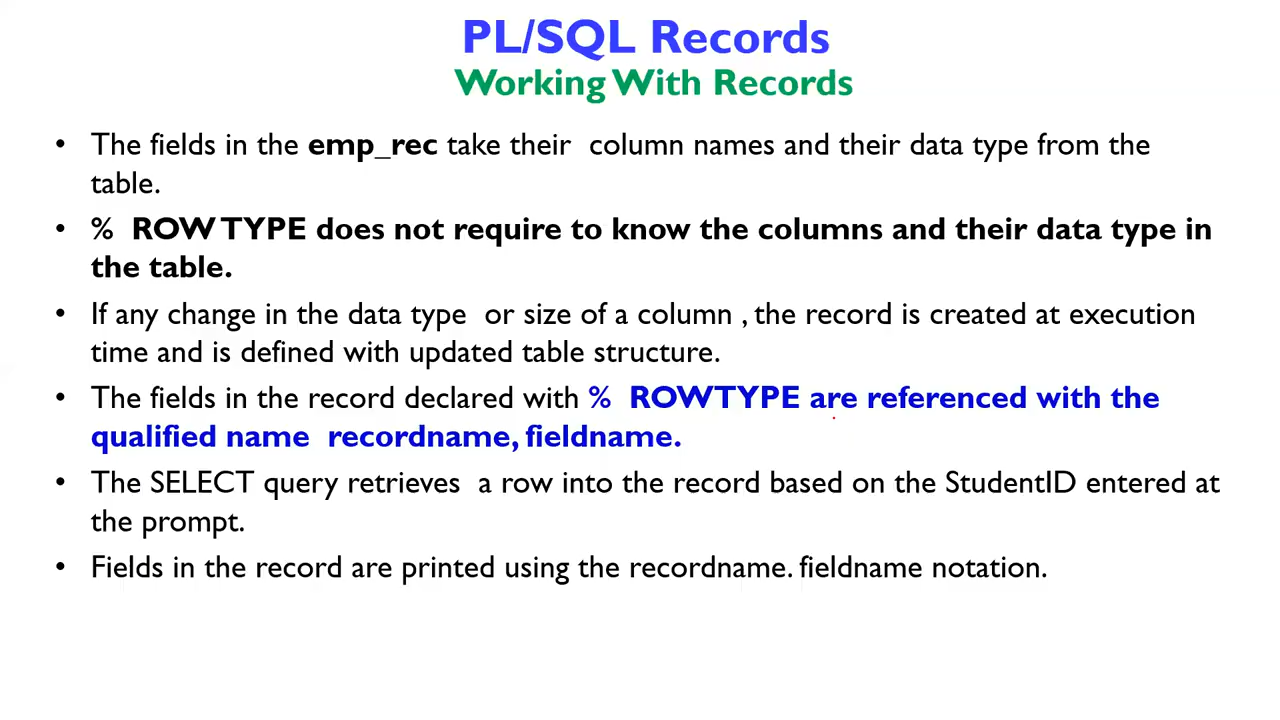 PL/SQL Records
Working With Records
• The fields in the emp_rec take their column names and their data type from the
table.
• % ROWTYPE does not require to know the columns and their data type in
the table.
• If any change in the data type or size of a column , the record is created at execution
time and is defined with updated table structure.
• The fields in the record declared with % ROWTYPE are referenced with the
qualified name recordname, fieldname.
• The SELECT query retrieves a row into the record based on the StudentID entered at
the prompt.
• Fields in the record are printed using the recordname. fieldname notation.